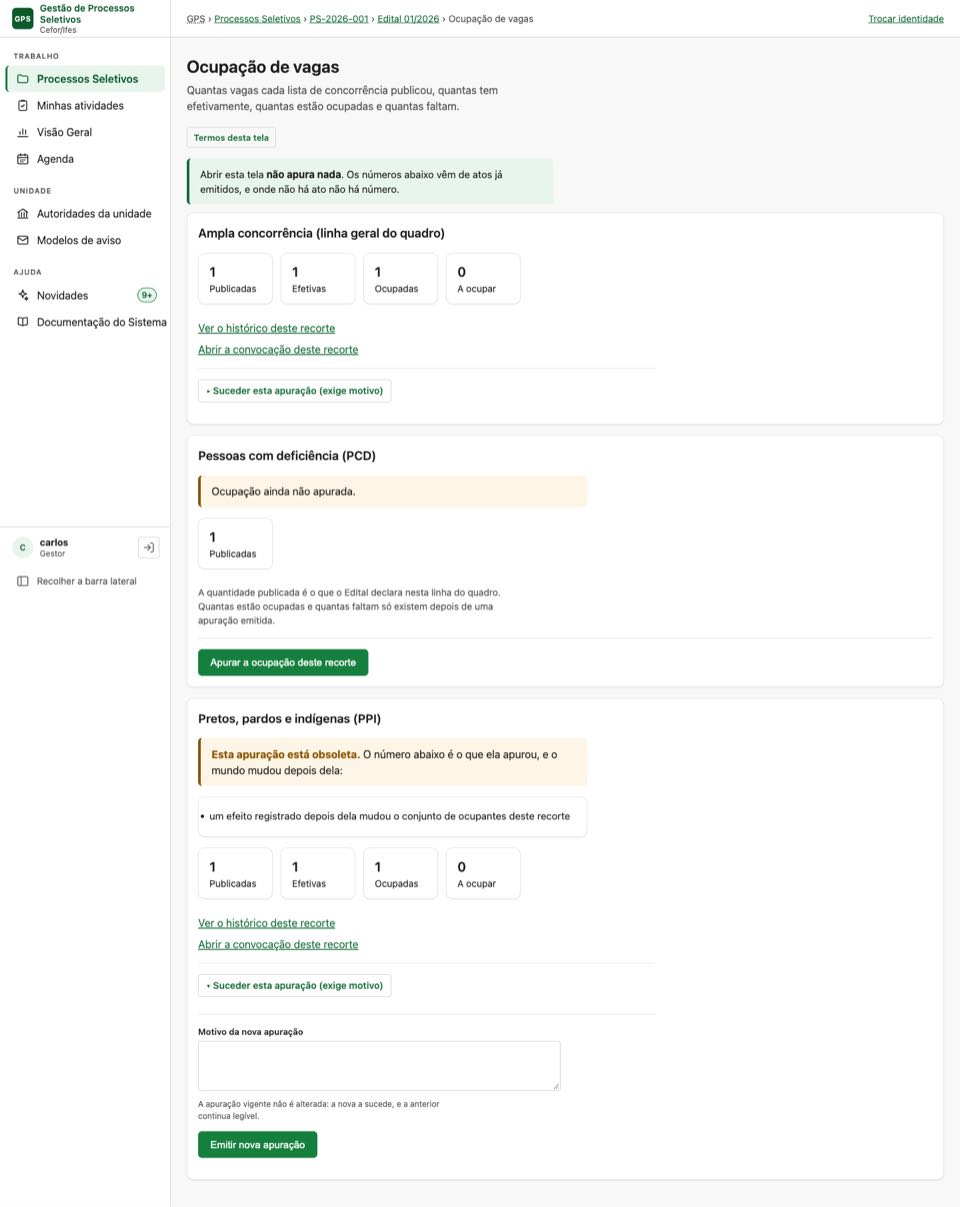 GPS
Gestão de Processos
Seletivos
Cefor/Ifes
GPS › Processos Seletivos › PS-2026-001 › Edital 01/2026 › Ocupação de vagas
Trocar identidade
TRABALHO
Processos Seletivos
Minhas atividades
Visão Geral
Agenda
UNIDADE
Autoridades da unidade
Modelos de aviso
AJUDA
Novidades
9+
Documentação do Sistema
C
carlos
Gestor
Recolher a barra lateral
Ocupação de vagas
Quantas vagas cada lista de concorrência publicou, quantas tem
efetivamente, quantas estão ocupadas e quantas faltam.
Termos desta tela
Abrir esta tela não apura nada. Os números abaixo vêm de atos já
emitidos, e onde não há ato não há número.
Ampla concorrência (linha geral do quadro)
1 1 1 0
Publicadas Efetivas Ocupadas A ocupar
Ver o histórico deste recorte
Abrir a convocação deste recorte
Suceder esta apuração (exige motivo)
Pessoas com deficiência (PCD)
Ocupação ainda não apurada.
1
Publicadas
A quantidade publicada é o que o Edital declara nesta linha do quadro.
Quantas estão ocupadas e quantas faltam só existem depois de uma
apuração emitida.
Apurar a ocupação deste recorte
Pretos, pardos e indígenas (PPI)
Esta apuração está obsoleta. O número abaixo é o que ela apurou, e o
mundo mudou depois dela:
• um efeito registrado depois dela mudou o conjunto de ocupantes deste recorte
1 1 1 0
Publicadas Efetivas Ocupadas A ocupar
Ver o histórico deste recorte
Abrir a convocação deste recorte
Suceder esta apuração (exige motivo)
Motivo da nova apuração
A apuração vigente não é alterada: a nova a sucede, e a anterior
continua legível.
Emitir nova apuração